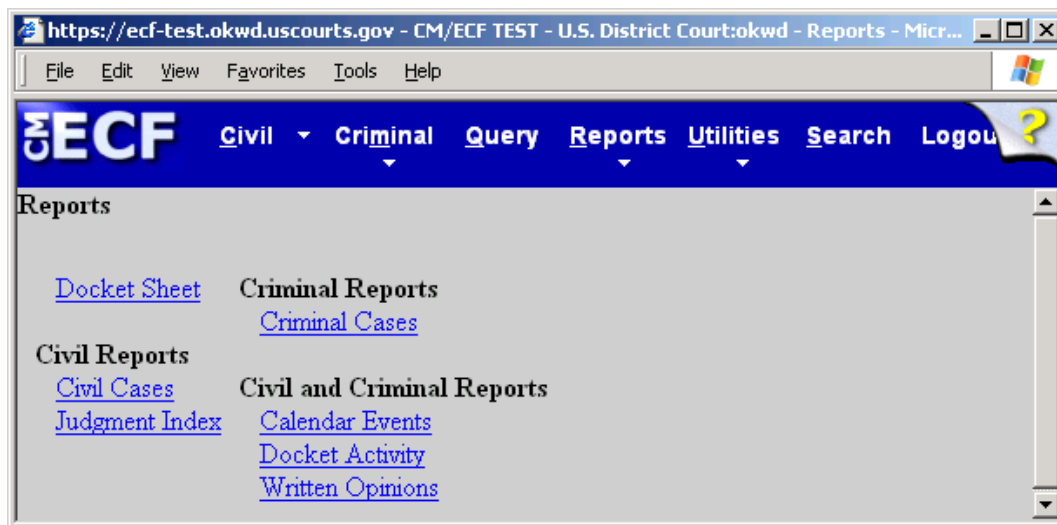 https://ecf-test.okwd.uscourts.gov - CM/ECF TEST - U.S. District Court:okwd - Reports - Micr...
File Edit View Favorites Tools Help
CM ECF Civil Criminal Query Reports Utilities Search Logou ?
Reports
Docket Sheet
Civil Reports
Civil Cases
Judgment Index
Criminal Reports
Criminal Cases
Civil and Criminal Reports
Calendar Events
Docket Activity
Written Opinions